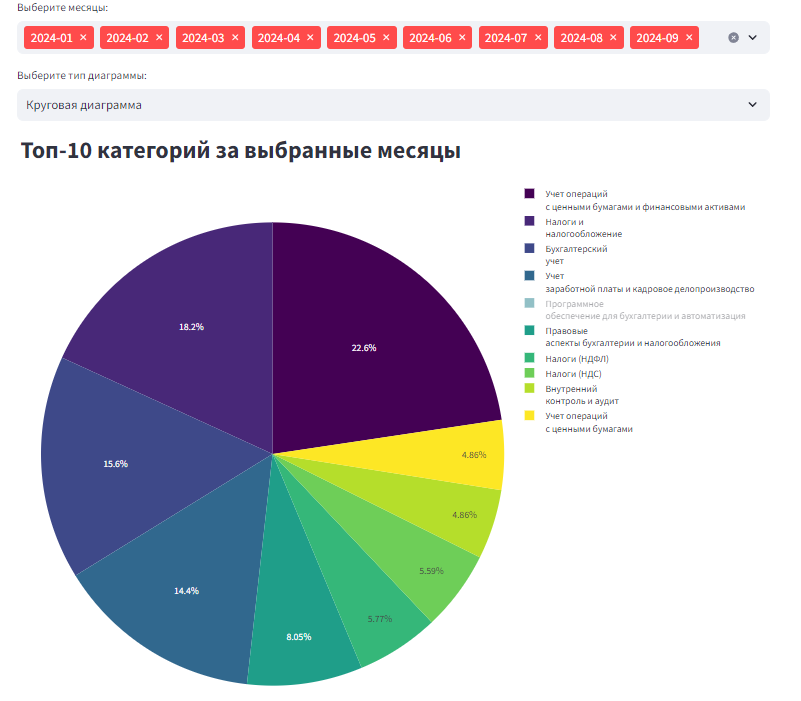 Выберите месяцы:
2024-01 × 2024-02 × 2024-03 × 2024-04 × 2024-05 × 2024-06 × 2024-07 × 2024-08 × 2024-09 ×
Выберите тип диаграммы:
Круговая диаграмма
Топ-10 категорий за выбранные месяцы
Учет операций
с ценными бумагами и финансовыми активами
Налоги и
налогообложение
Бухгалтерский
учет
Учет
заработной платы и кадровое делопроизводство
Программное
обеспечение для бухгалтерии и автоматизация
Правовые
аспекты бухгалтерии и налогообложения
Налоги (НДФЛ)
Налоги (НДС)
Внутренний
контроль и аудит
Учет операций
с ценными бумагами
18.2%
22.6%
15.6%
4.86%
4.86%
5.59%
14.4%
5.77%
8.05%